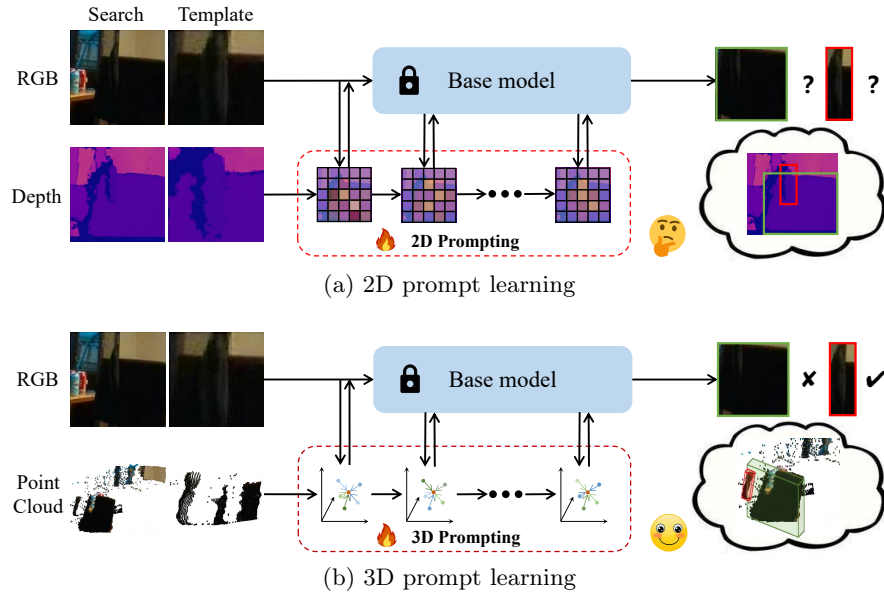 Search Template
RGB
Base model
? ?
Depth
2D Prompting
(a) 2D prompt learning
RGB
Base model
✘ ✔
Point
Cloud
3D Prompting
(b) 3D prompt learning